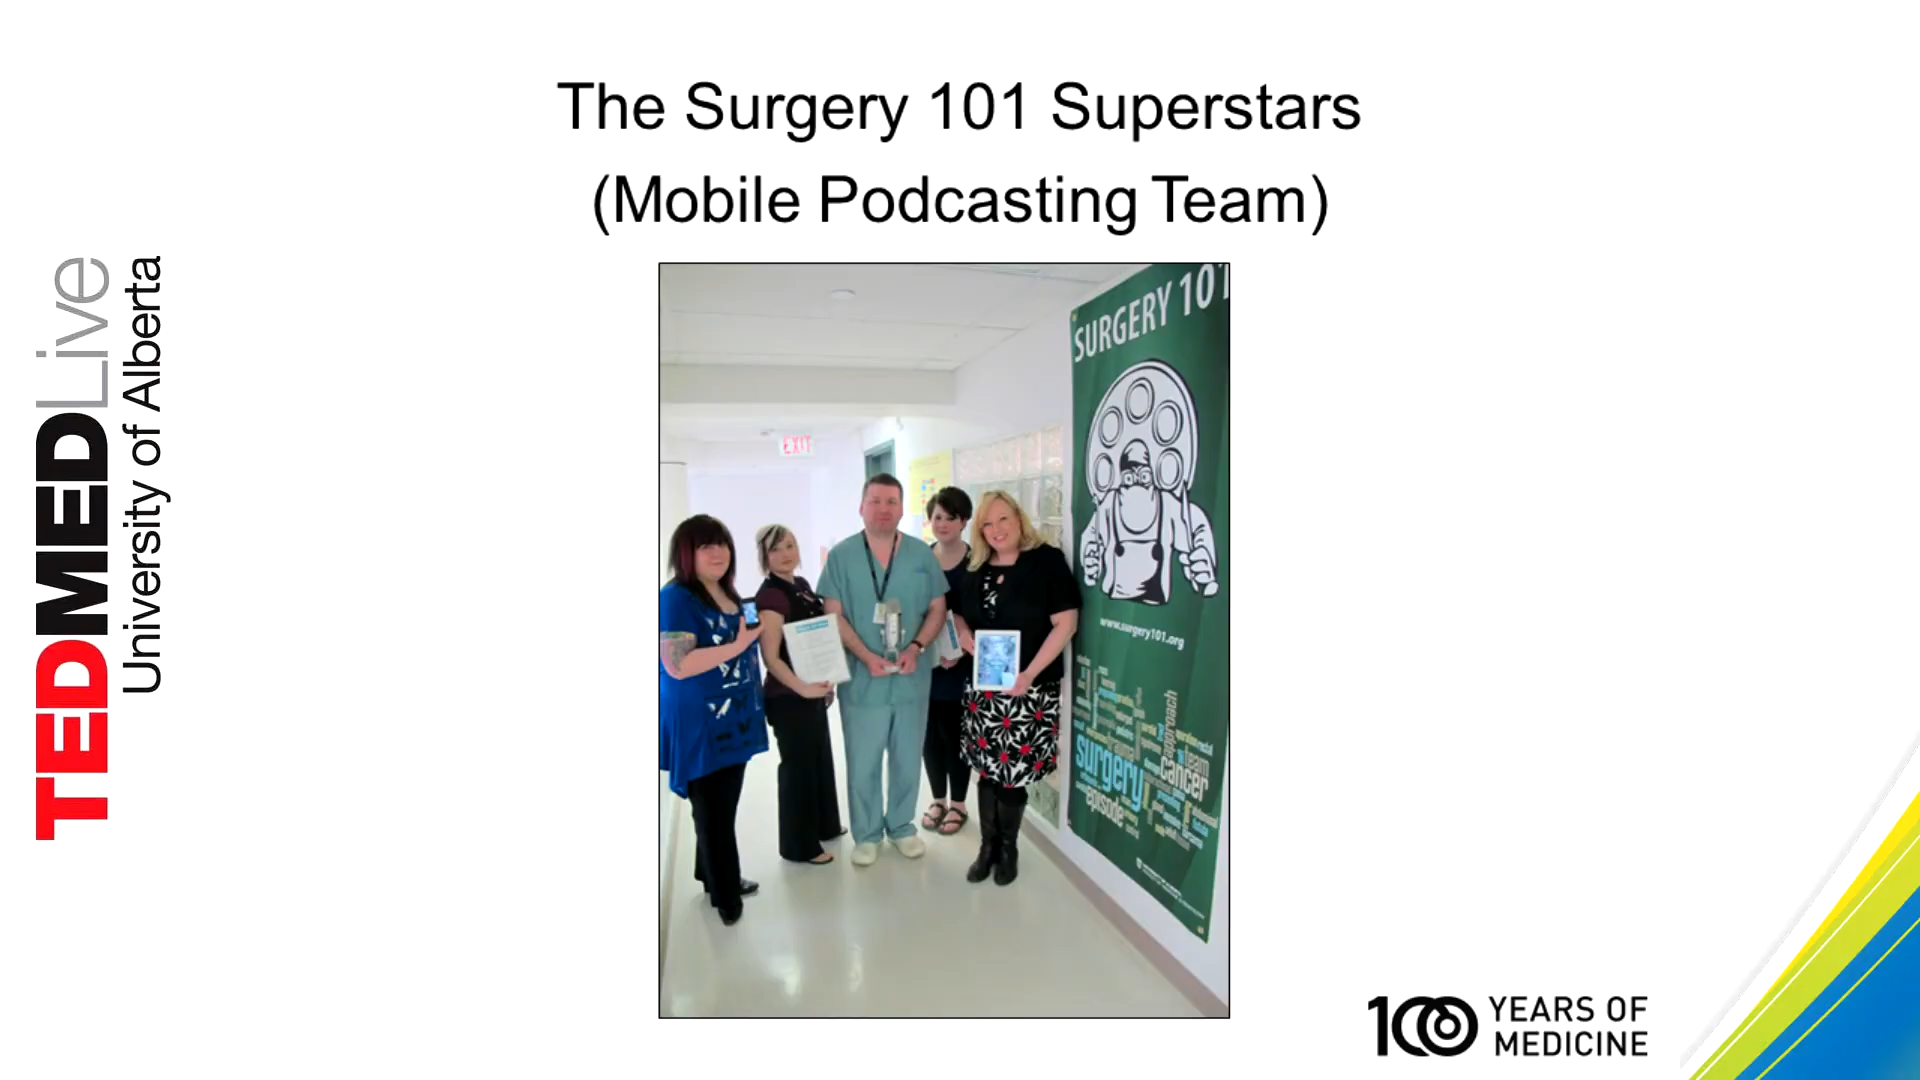 The Surgery 101 Superstars
(Mobile Podcasting Team)
TEDMEDLive
University of Alberta
EXIT
SURGERY 101
www.surgery101.org
approach
team
surgery
cancer
episode
trauma
100 YEARS OF
MEDICINE